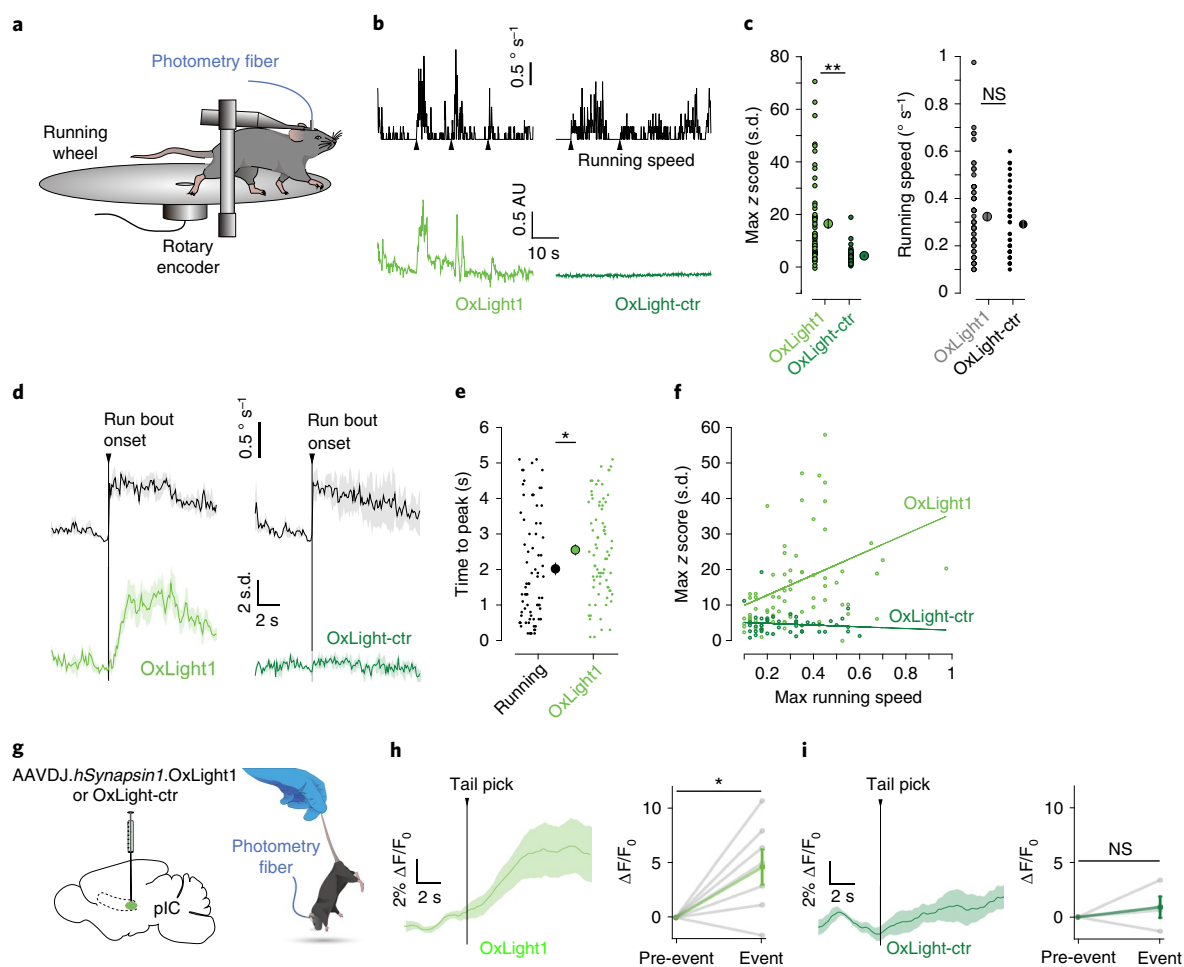 a
Photometry fiber
Running
wheel
Rotary
encoder
b
0.5 ° s⁻¹
Running speed
0.5 AU
10 s
OxLight1
OxLight-ctr
c
80
60
40
20
0
Max z score (s.d.)
**
OxLight1
OxLight-ctr
1
0.8
0.6
0.4
0.2
0
Running speed (° s⁻¹)
NS
OxLight1
OxLight-ctr
d
Run bout
onset
0.5 ° s⁻¹
Run bout
onset
2 s.d.
2 s
OxLight1
OxLight-ctr
e
6
5
4
3
2
1
0
Time to peak (s)
*
Running
OxLight1
f
60
50
40
30
20
10
0
Max z score (s.d.)
OxLight1
OxLight-ctr
0.2 0.4 0.6 0.8 1
Max running speed
g
AAVDJ.hSynapsin1.OxLight1
or OxLight-ctr
pIC
Photometry
fiber
h
Tail pick
2% ΔF/F₀
2 s
OxLight1
*
10
5
0
ΔF/F₀
Pre-event Event
i
Tail pick
2% ΔF/F₀
2 s
OxLight-ctr
10
5
0
ΔF/F₀
NS
Pre-event Event